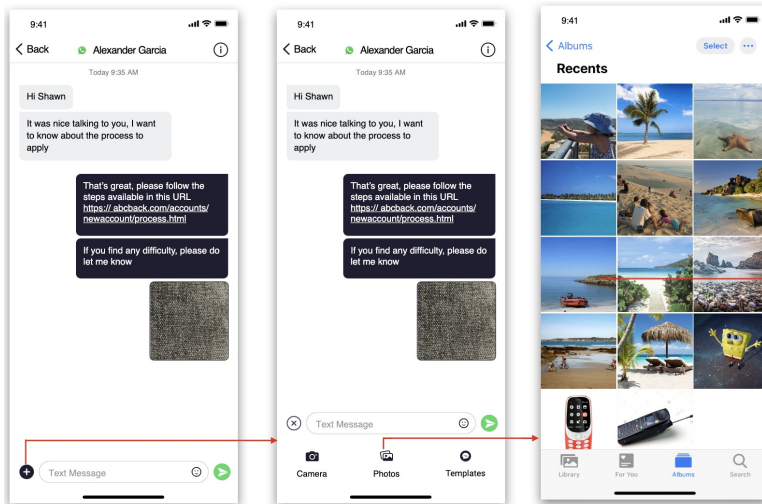 9:41
Back
Alexander Garcia
Today 9:35 AM
Hi Shawn
It was nice talking to you, I want
to know about the process to
apply
That's great, please follow the
steps available in this URL
https:// abcback.com/accounts/
newaccount/process.html
If you find any difficulty, please do
let me know
Text Message
9:41
Back
Alexander Garcia
Today 9:35 AM
Hi Shawn
It was nice talking to you, I want
to know about the process to
apply
That's great, please follow the
steps available in this URL
https:// abcback.com/accounts/
newaccount/process.html
If you find any difficulty, please do
let me know
Text Message
Camera
Photos
Templates
9:41
Albums
Select
Recents
Library
For You
Albums
Search